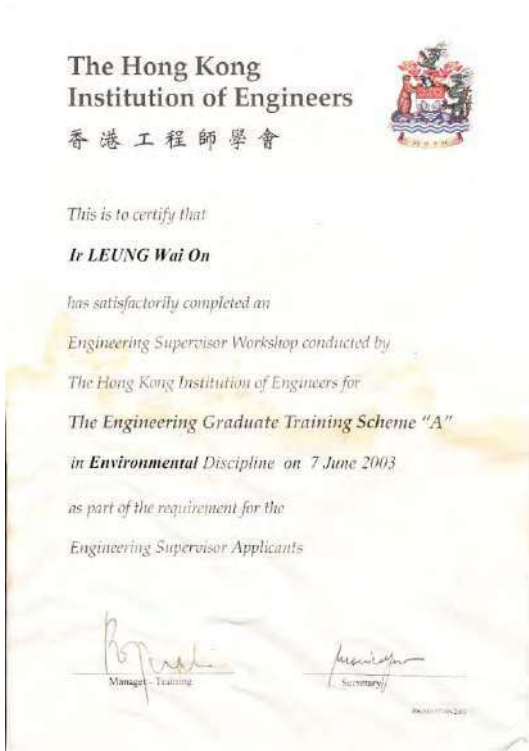 The Hong Kong
Institution of Engineers
香港工程師學會
This is to certify that
Ir LEUNG Wai On
has satisfactorily completed an
Engineering Supervisor Workshop conducted by
The Hong Kong Institution of Engineers for
The Engineering Graduate Training Scheme "A"
in Environmental Discipline on 7 June 2003
as part of the requirement for the
Engineering Supervisor Applicants
Manager - Training
Secretary